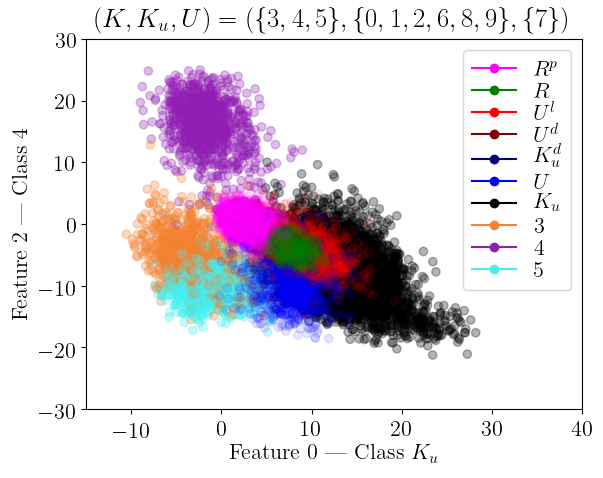 (K, K_u, U) = ({3, 4, 5}, {0, 1, 2, 6, 8, 9}, {7})
30
20
10
0
−10
−20
−30
Feature 2 — Class 4
R^p
R
U^l
U^d
K_u^d
U
K_u
3
4
5
−10
0
10
20
30
40
Feature 0 — Class K_u